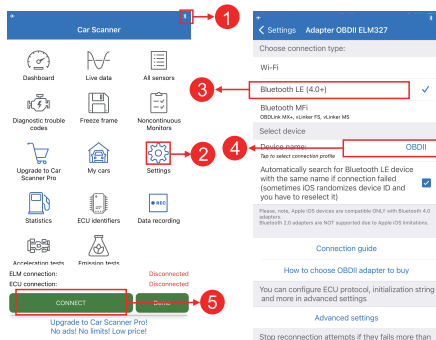 1
Car Scanner
Dashboard
Live data
All sensors
Diagnostic trouble
codes
Freeze frame
Noncontinuous
Monitors
2
Upgrade to Car
Scanner Pro
My cars
Settings
Statistics
ECU identifiers
REC
Data recording
Acceleration tests
Emission tests
ELM connection:
Disconnected
ECU connection:
Disconnected
CONNECT
Demo
5
Upgrade to Car Scanner Pro!
No ads! No limits! Low price!
Settings
Adapter OBDII ELM327
Choose connection type:
Wi-Fi
3
Bluetooth LE (4.0+)
Bluetooth MFi
OBDLink MX+, vLinker FS, vLinker MS
Select device
4
Device name:
OBDII
Tap to select connection profile
Automatically search for Bluetooth LE device
with the same name if connection failed
(sometimes iOS randomizes device ID and
you have to reselect it)
Please, note, Apple iOS devices are compatible ONLY with Bluetooth 4.0
adapters.
Bluetooth 2.0 adapters are NOT supported due to Apple iOS limitations.
Connection guide
How to choose OBDII adapter to buy
You can configure ECU protocol, initialization string
and more in advanced settings
Advanced settings
Stop reconnection attempts if they fails more than